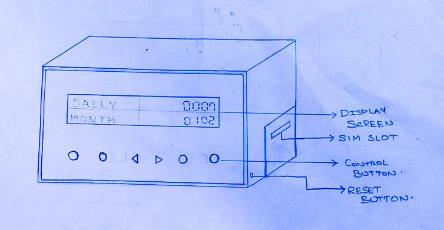 DAILY 0007
MONTH 0102
DISPLAY
SCREEN
SIM SLOT
CONTROL
BUTTON.
RESET
BUTTON.